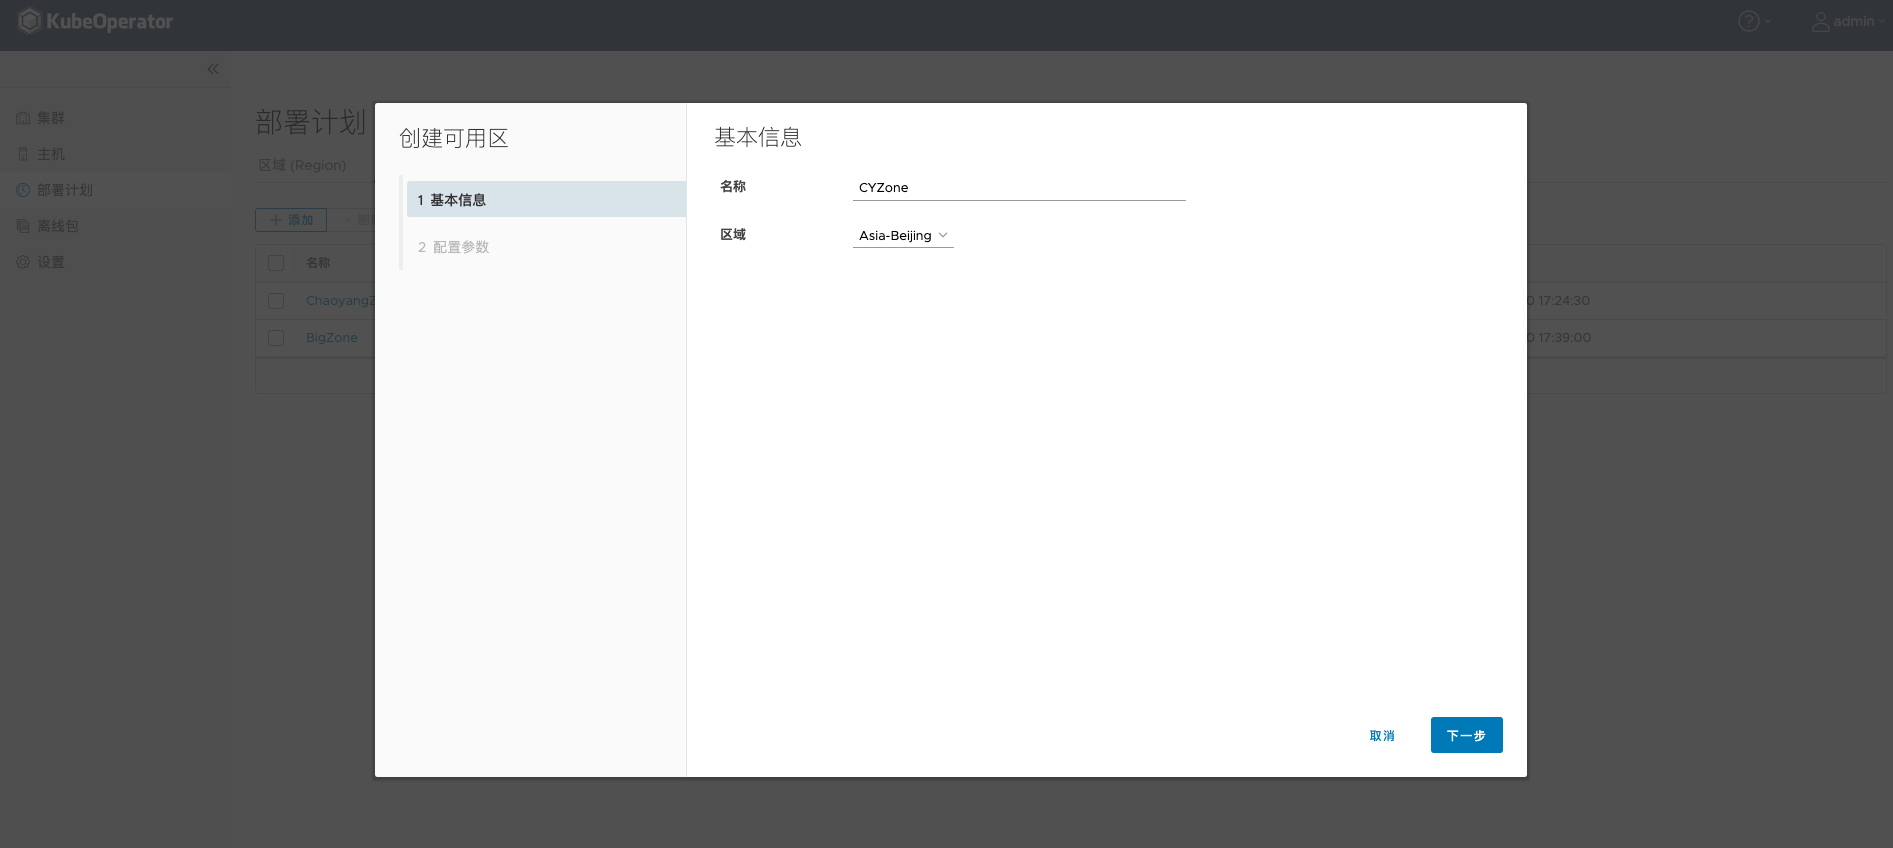 KubeOperator
?
admin
集群
主机
部署计划
离线包
设置
部署计划
区域 (Region)
添加
名称
BigZone
17:24:30
17:39:00
创建可用区
1 基本信息
2 配置参数
基本信息
名称
CYZone
区域
Asia-Beijing
取消
下一步